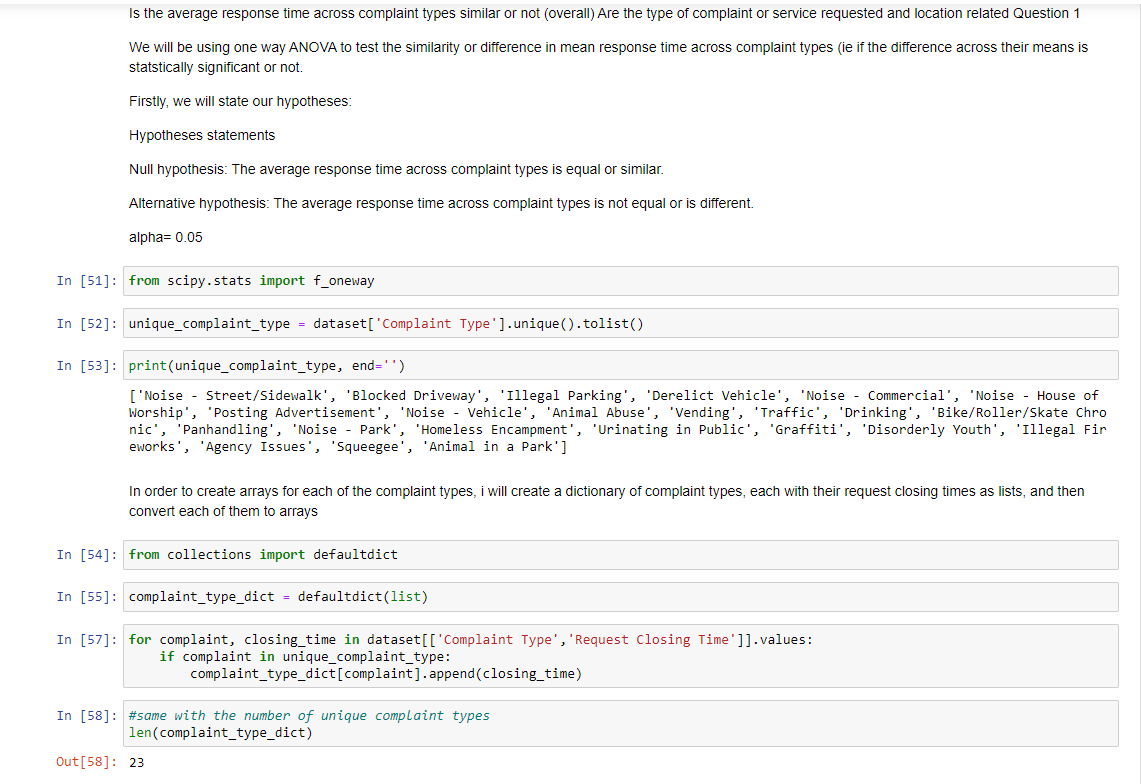 Is the average response time across complaint types similar or not (overall) Are the type of complaint or service requested and location related Question 1
We will be using one way ANOVA to test the similarity or difference in mean response time across complaint types (ie if the difference across their means is
statstically significant or not.
Firstly, we will state our hypotheses:
Hypotheses statements
Null hypothesis: The average response time across complaint types is equal or similar.
Alternative hypothesis: The average response time across complaint types is not equal or is different.
alpha= 0.05
In [51]: from scipy.stats import f_oneway
In [52]: unique_complaint_type = dataset['Complaint Type'].unique().tolist()
In [53]: print(unique_complaint_type, end='')
['Noise - Street/Sidewalk', 'Blocked Driveway', 'Illegal Parking', 'Derelict Vehicle', 'Noise - Commercial', 'Noise - House of
Worship', 'Posting Advertisement', 'Noise - Vehicle', 'Animal Abuse', 'Vending', 'Traffic', 'Drinking', 'Bike/Roller/Skate Chro
nic', 'Panhandling', 'Noise - Park', 'Homeless Encampment', 'Urinating in Public', 'Graffiti', 'Disorderly Youth', 'Illegal Fir
eworks', 'Agency Issues', 'Squeegee', 'Animal in a Park']
In order to create arrays for each of the complaint types, i will create a dictionary of complaint types, each with their request closing times as lists, and then
convert each of them to arrays
In [54]: from collections import defaultdict
In [55]: complaint_type_dict = defaultdict(list)
In [57]: for complaint, closing_time in dataset[['Complaint Type','Request Closing Time']].values:
if complaint in unique_complaint_type:
complaint_type_dict[complaint].append(closing_time)
In [58]: #same with the number of unique complaint types
len(complaint_type_dict)
Out[58]: 23